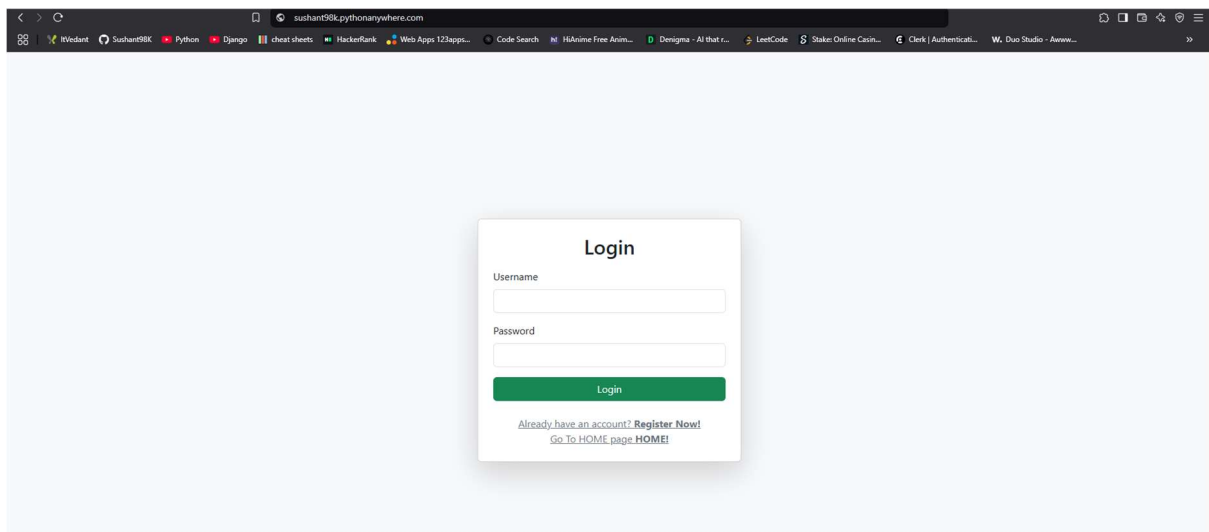 sushant98k.pythonanywhere.com
ItVedant Sushant98K Python Django cheat sheets HackerRank Web Apps 123apps... Code Search HiAnime Free Anim... Denigma - AI that r... LeetCode Stake: Online Casin... Clerk | Authenticati... W. Duo Studio - Awww... »
Login
Username
Password
Login
Already have an account? Register Now!
Go To HOME page HOME!